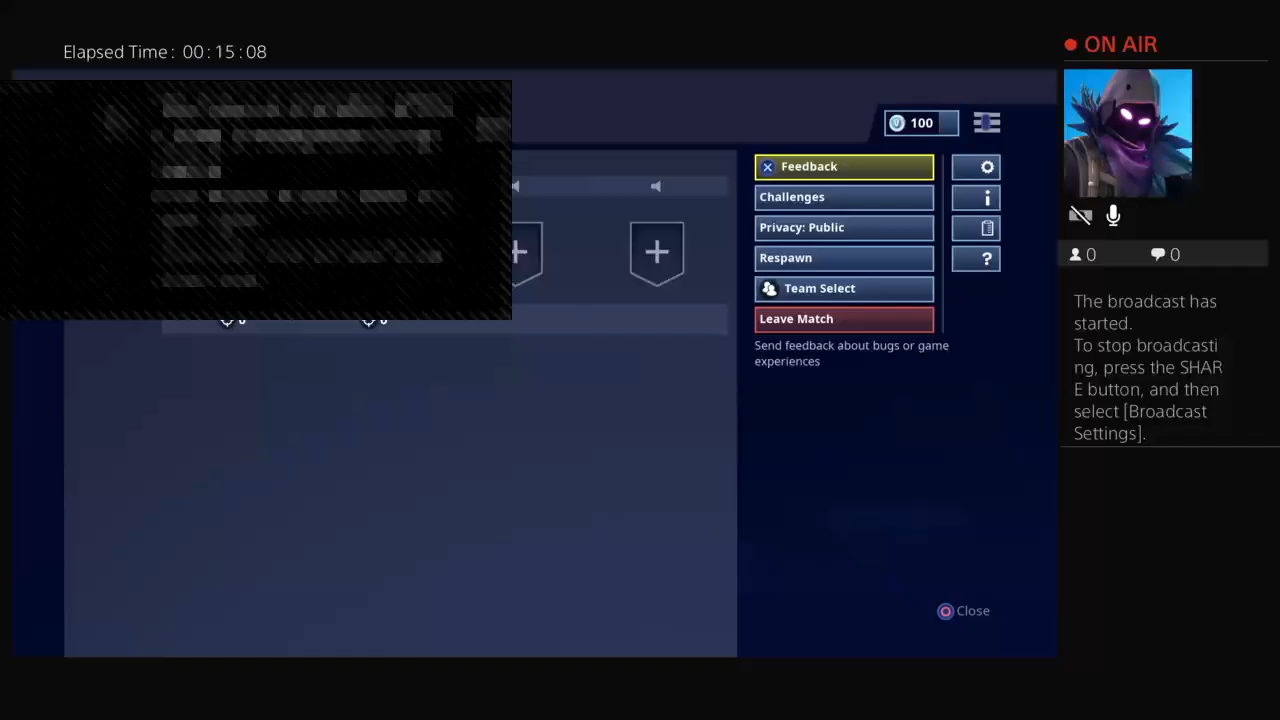 Elapsed Time: 00:15:08
ON AIR
100
Feedback
Challenges
i
Privacy: Public
Respawn
?
Team Select
Leave Match
Send feedback about bugs or game
experiences
0
0
Close
0
0
The broadcast has
started.
To stop broadcasti
ng, press the SHAR
E button, and then
select [Broadcast
Settings].